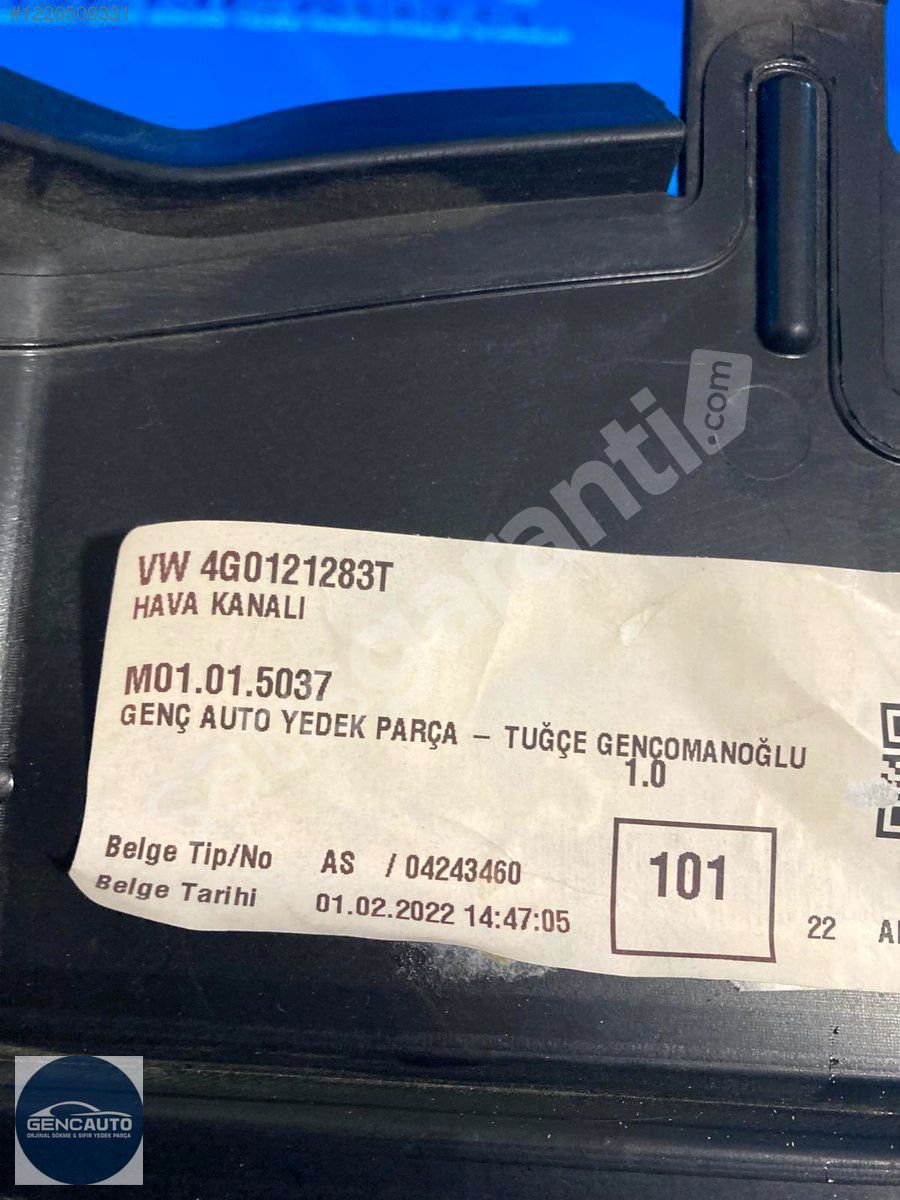 #1220509331
VW 4G0121283T
HAVA KANALI
M01.01.5037
GENÇ AUTO YEDEK PARÇA – TUĞÇE GENÇOMANOĞLU
1.0
Belge Tip/No AS / 04243460
101
Belge Tarihi 01.02.2022 14:47:05
22
sahibinden garanti.com
GENCAUTO
ORJİNAL SÖKME & SIFIR YEDEK PARÇA